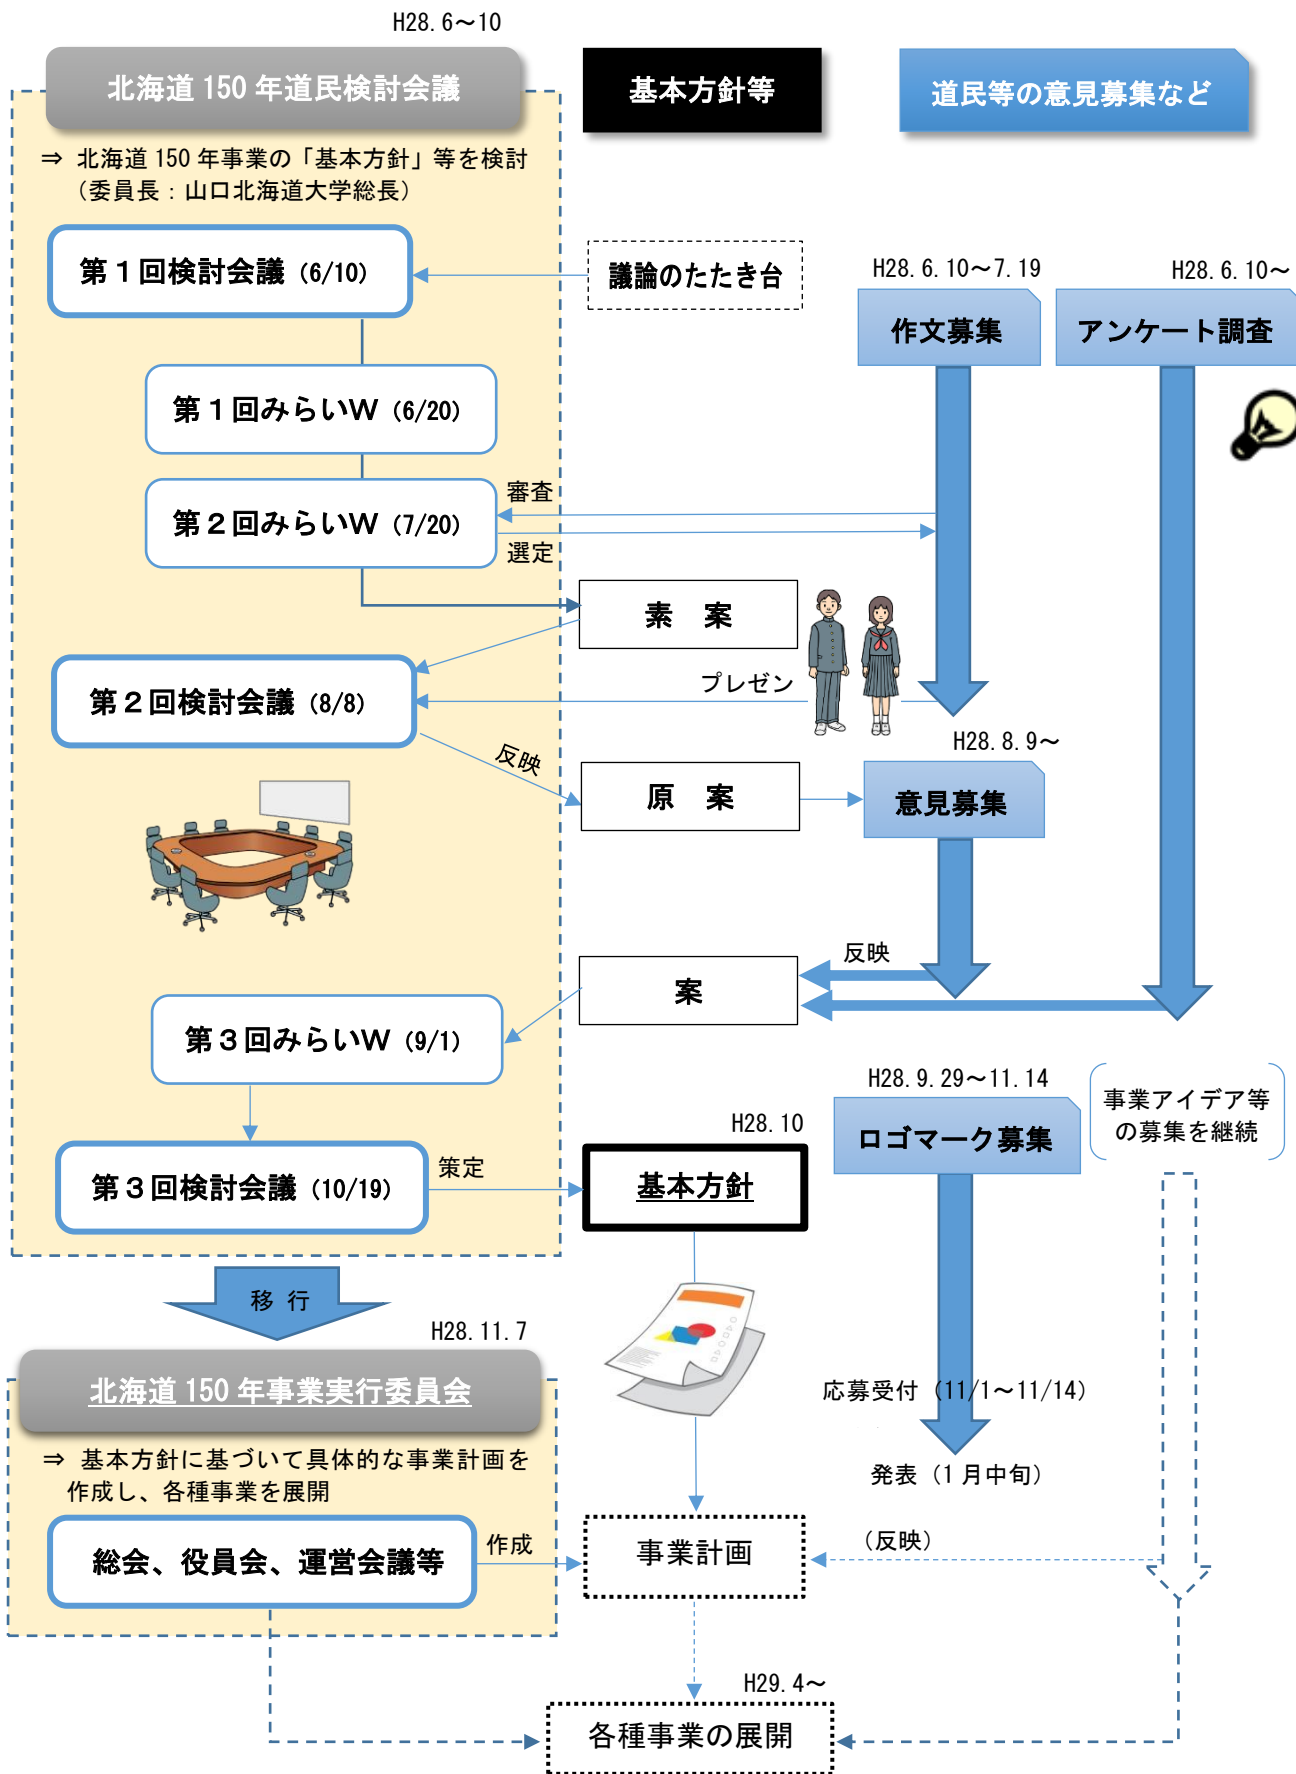 H28.6～10
北海道 150 年道民検討会議
基本方針等
道民等の意見募集など
⇒ 北海道 150 年事業の「基本方針」等を検討
（委員長：山口北海道大学総長）
第１回検討会議（6/10）
議論のたたき台
H28.6.10～7.19
H28.6.10～
作文募集
アンケート調査
第１回みらいＷ（6/20）
第２回みらいＷ（7/20）
審査
選定
素　案
プレゼン
第２回検討会議（8/8）
反映
H28.8.9～
原　案
意見募集
反映
案
第３回みらいＷ（9/1）
H28.9.29～11.14
ロゴマーク募集
事業アイデア等
の募集を継続
H28.10
第３回検討会議（10/19）
策定
基本方針
移 行
H28.11.7
北海道 150 年事業実行委員会
応募受付（11/1～11/14）
⇒ 基本方針に基づいて具体的な事業計画を
作成し、各種事業を展開
発表（1 月中旬）
総会、役員会、運営会議等
作成
事業計画
（反映）
H29.4～
各種事業の展開